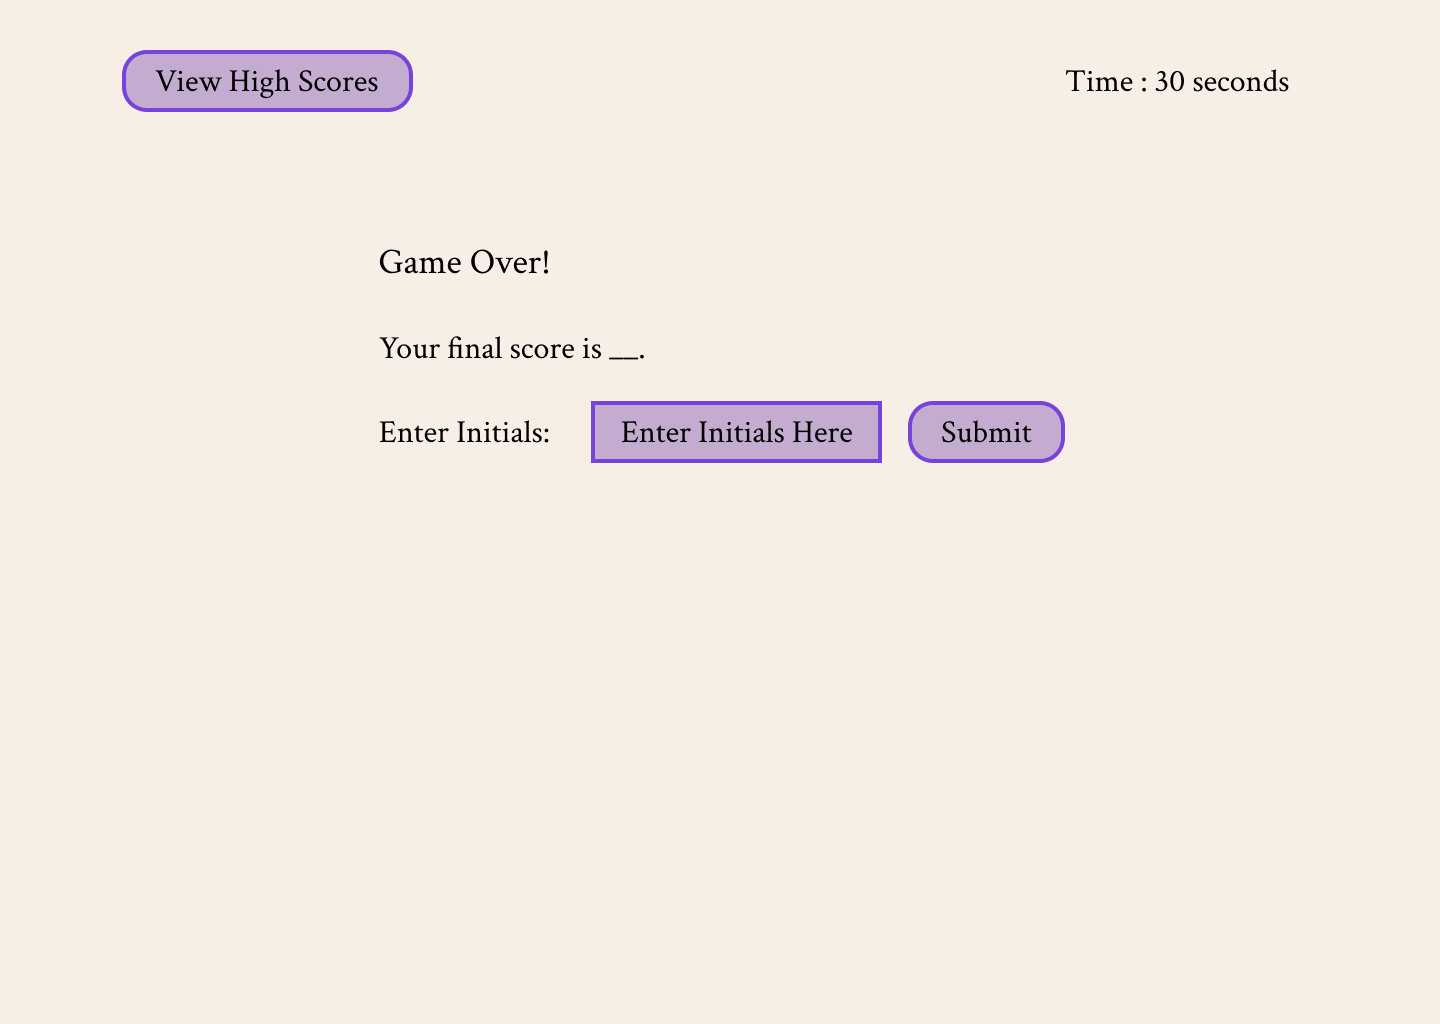 View High Scores
Time : 30 seconds
Game Over!
Your final score is __.
Enter Initials:
Enter Initials Here
Submit